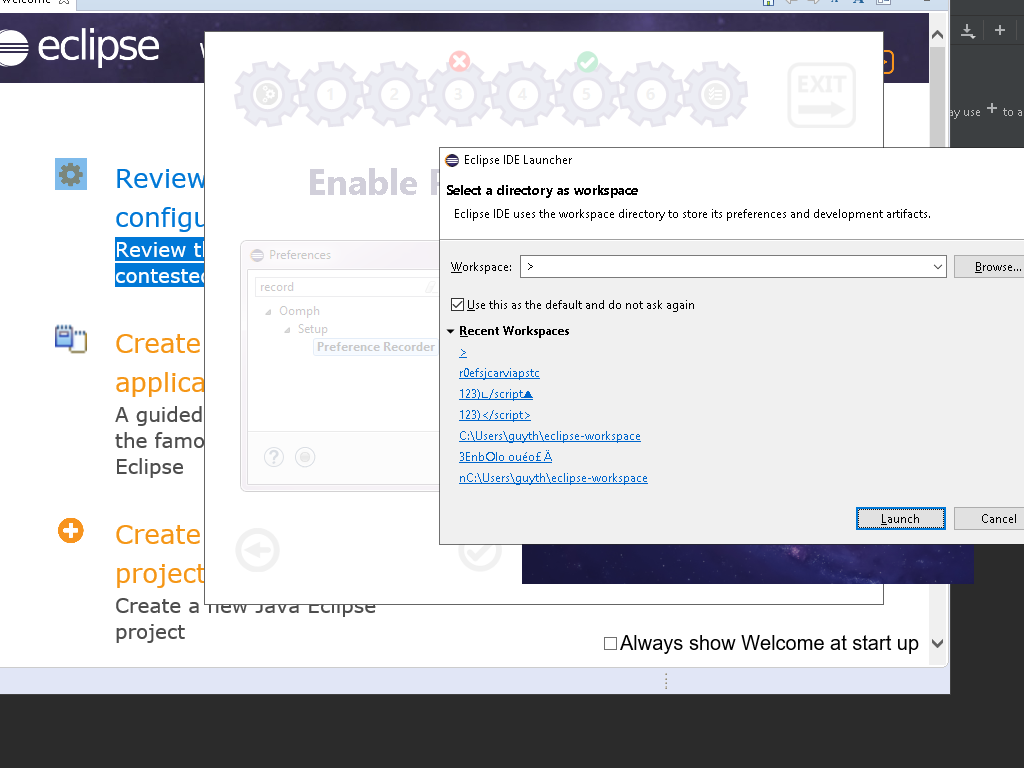 Welcome
eclipse
1
2
3
4
5
6
EXIT
ay use + to a
Enable
Review
configu
Review t
contested
Create
applica
A guided
the famo
Eclipse
Create
project
Create a new Java Eclipse
project
Preferences
record
Oomph
Setup
Preference Recorder
?
Eclipse IDE Launcher
Select a directory as workspace
Eclipse IDE uses the workspace directory to store its preferences and development artifacts.
Workspace:
>
Browse...
Use this as the default and do not ask again
Recent Workspaces
>
r0efsjcarviapstc
123)ㄴ/script▲
123)</script>
C:\Users\guyth\eclipse-workspace
3EnbOlo ouéo£ Ä
nC:\Users\guyth\eclipse-workspace
Launch
Cancel
Always show Welcome at start up